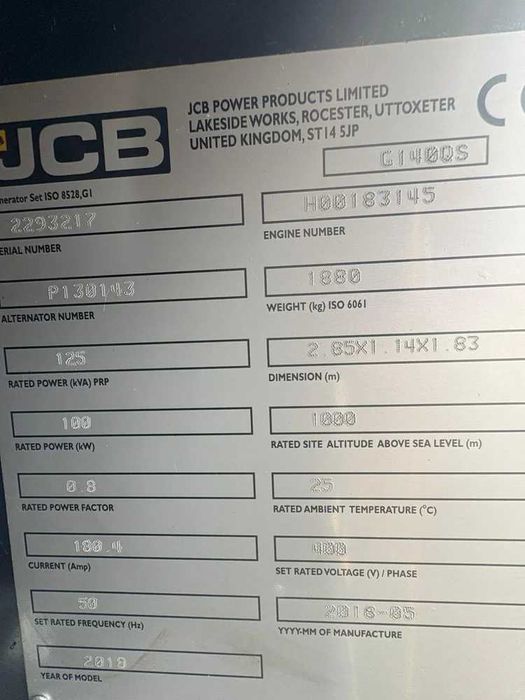 JCB
JCB POWER PRODUCTS LIMITED
LAKESIDE WORKS, ROCESTER, UTTOXETER
UNITED KINGDOM, ST14 5JP
CE
G140QS
nerator Set ISO 8528,G1
2293217
ERIAL NUMBER
H00183145
ENGINE NUMBER
P130143
ALTERNATOR NUMBER
1880
WEIGHT (kg) ISO 6061
125
RATED POWER (kVA) PRP
2.85X1.14X1.83
DIMENSION (m)
100
RATED POWER (kW)
1000
RATED SITE ALTITUDE ABOVE SEA LEVEL (m)
0.8
RATED POWER FACTOR
25
RATED AMBIENT TEMPERATURE (°C)
180.4
CURRENT (Amp)
400
SET RATED VOLTAGE (V) / PHASE
50
SET RATED FREQUENCY (Hz)
2018-05
YYYY-MM OF MANUFACTURE
YEAR OF MODEL